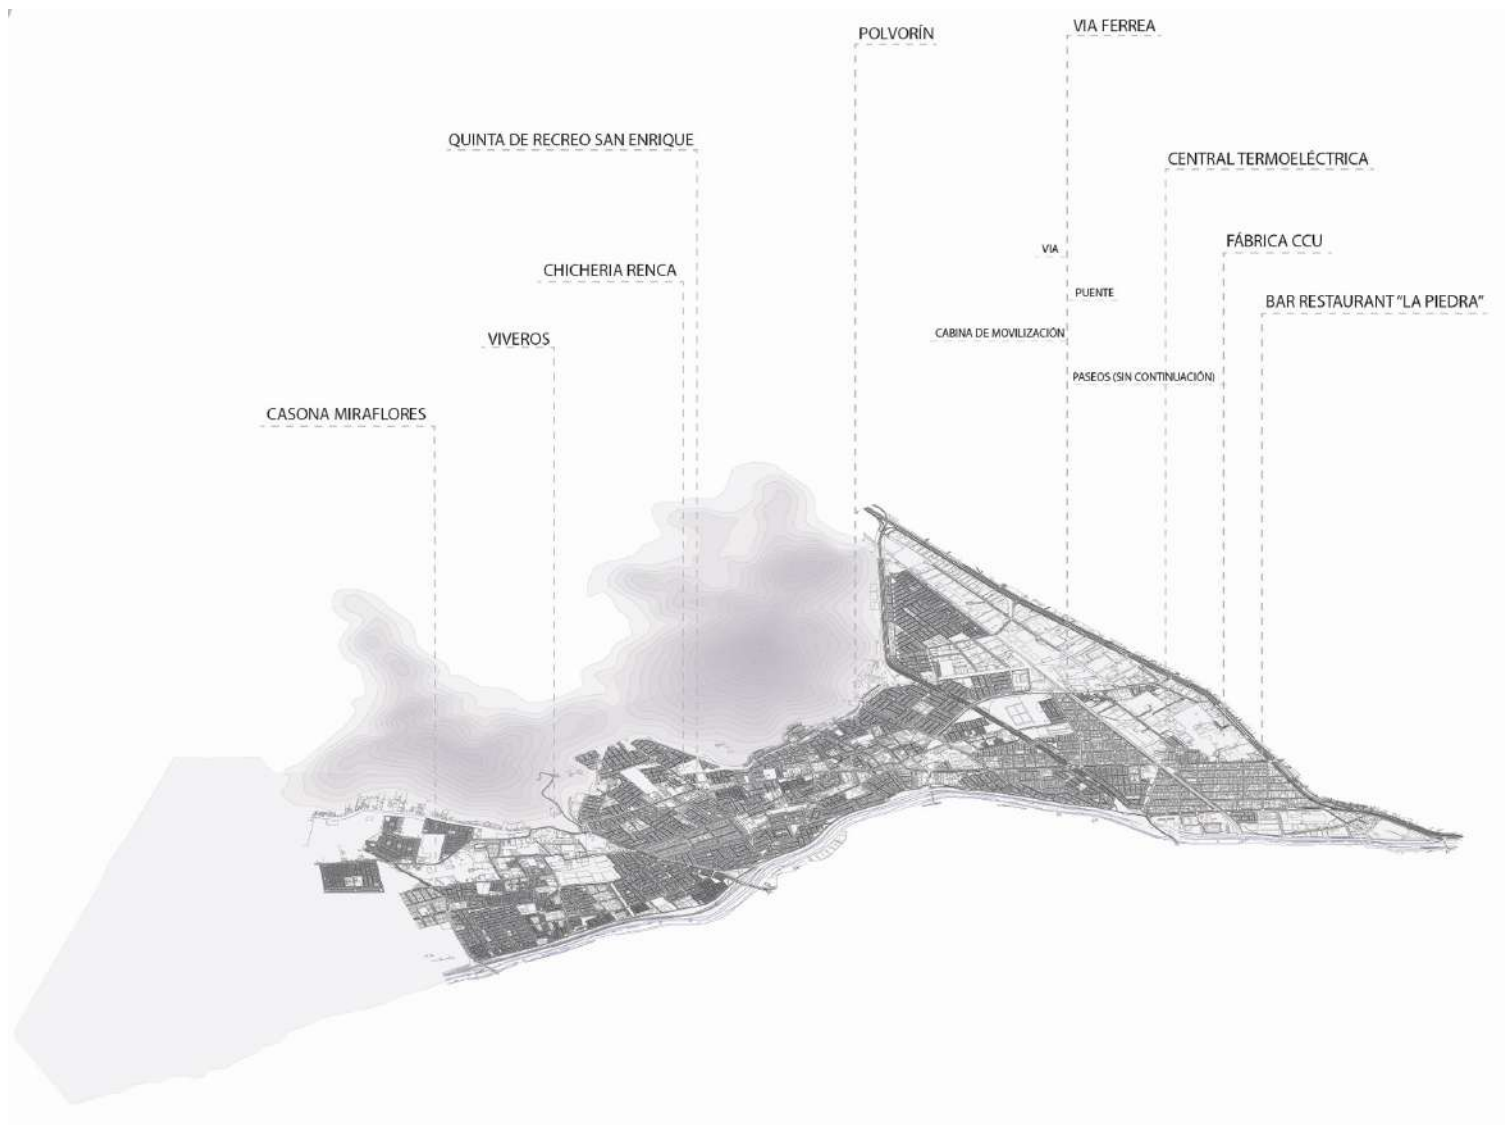 VIA FERREA
POLVORÍN
QUINTA DE RECREO SAN ENRIQUE
CENTRAL TERMOELÉCTRICA
FÁBRICA CCU
VIA
CHICHERIA RENCA
PUENTE
BAR RESTAURANT "LA PIEDRA"
CABINA DE MOVILIZACIÓN
VIVEROS
PASEOS (SIN CONTINUACIÓN)
CASONA MIRAFLORES